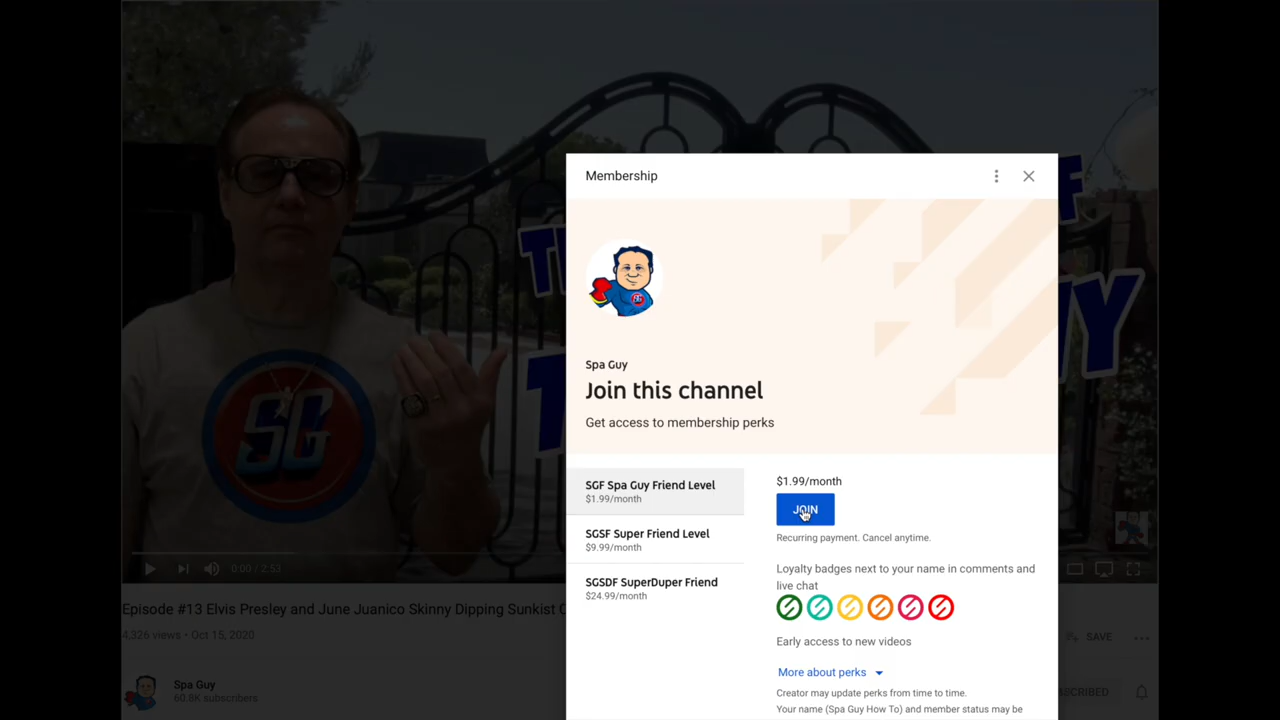 Membership
Spa Guy
Join this channel
Get access to membership perks
SGF Spa Guy Friend Level
$1.99/month
SGSF Super Friend Level
$9.99/month
SGSDF SuperDuper Friend
$24.99/month
$1.99/month
JOIN
Recurring payment. Cancel anytime.
Loyalty badges next to your name in comments and
live chat
Early access to new videos
More about perks
Creator may update perks from time to time.
Your name (Spa Guy How To) and member status may be
SG
0:00 / 2:53
Episode #13 Elvis Presley and June Juanico Skinny Dipping Sunkist
4,326 views • Oct 15, 2020
SAVE
Spa Guy
60.8K subscribers